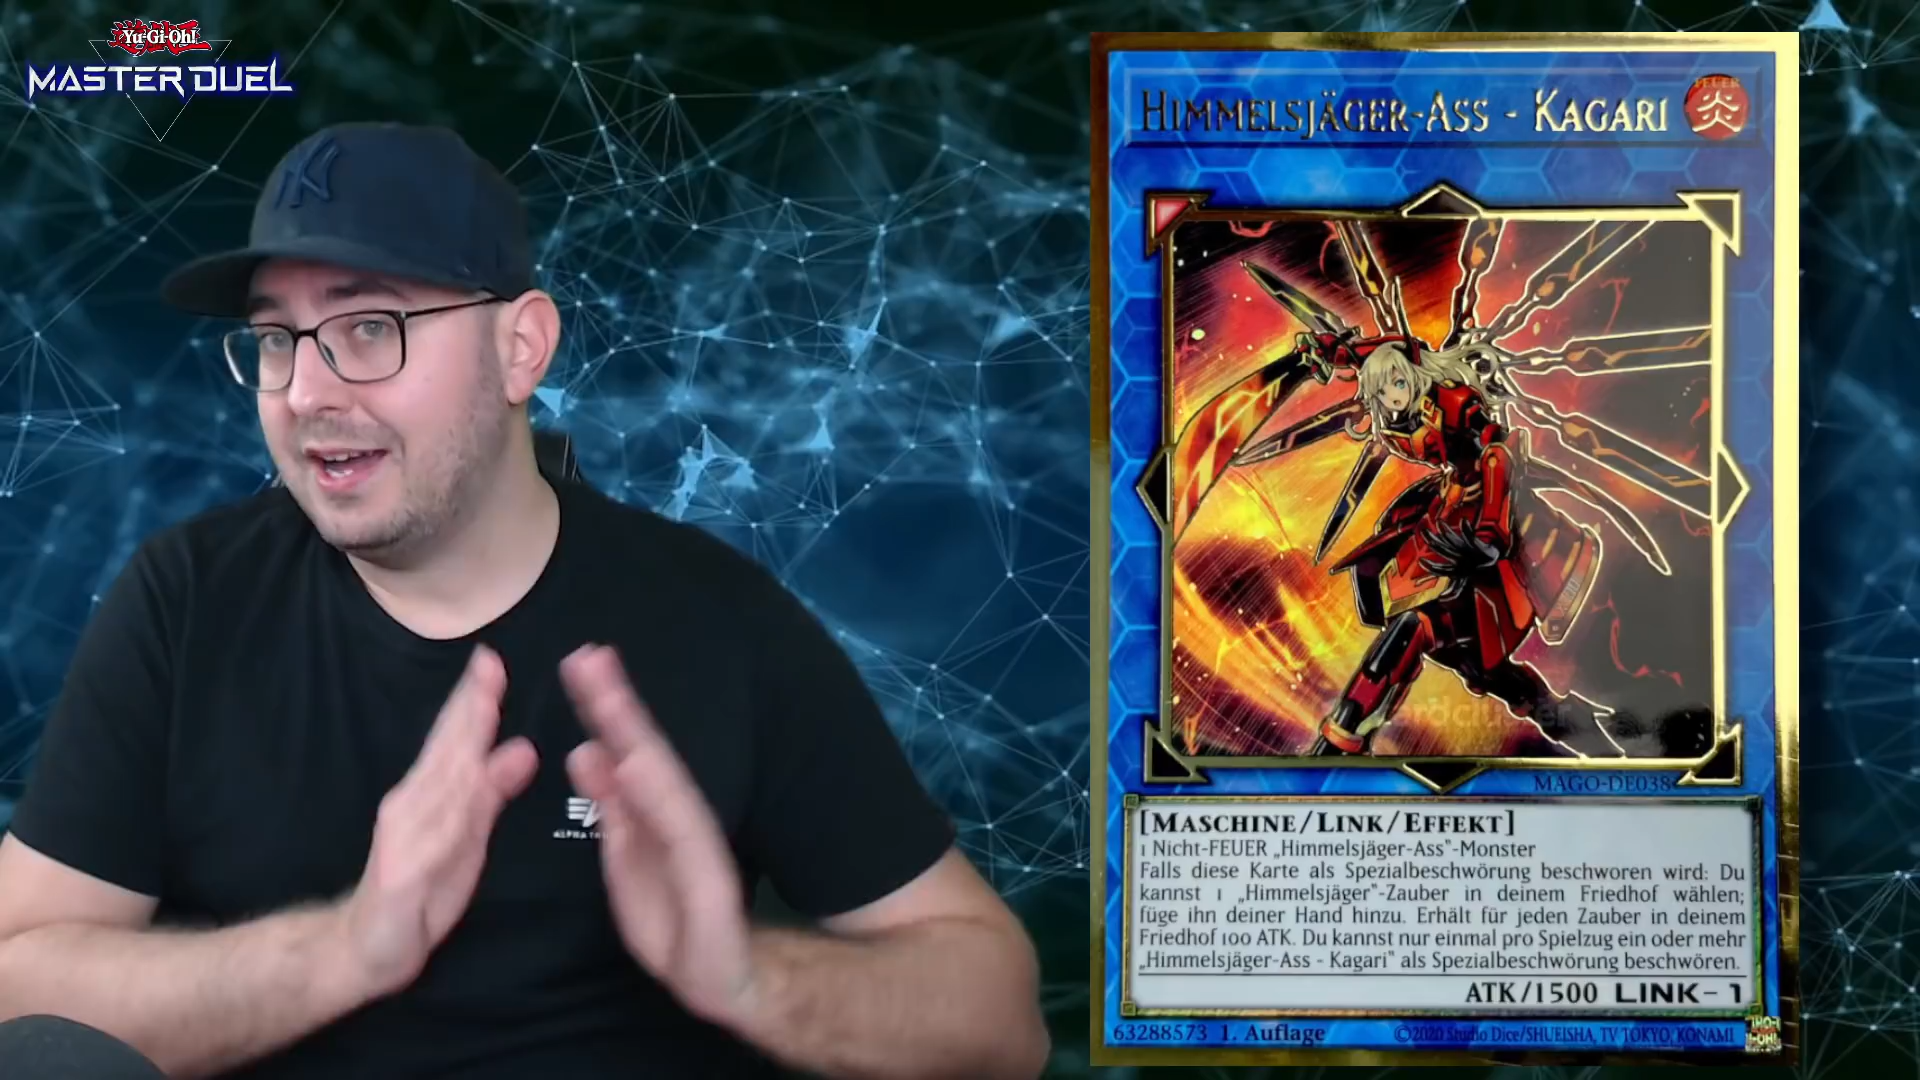 Yu-Gi-Oh!
MASTER DUEL
HIMMELSJÄGER-ASS - KAGARI
FEUER
炎
MAGO-DE038
[MASCHINE/LINK/EFFEKT]
1 Nicht-FEUER „Himmelsjäger-Ass"-Monster
Falls diese Karte als Spezialbeschwörung beschworen wird: Du
kannst 1 „Himmelsjäger"-Zauber in deinem Friedhof wählen;
füge ihn deiner Hand hinzu. Erhält für jeden Zauber in deinem
Friedhof 100 ATK. Du kannst nur einmal pro Spielzug ein oder mehr
„Himmelsjäger-Ass - Kagari" als Spezialbeschwörung beschwören.
ATK/1500 LINK-1
63288573 1. Auflage ©2020 Studio Dice/SHUEISHA, TV TOKYO, KONAMI